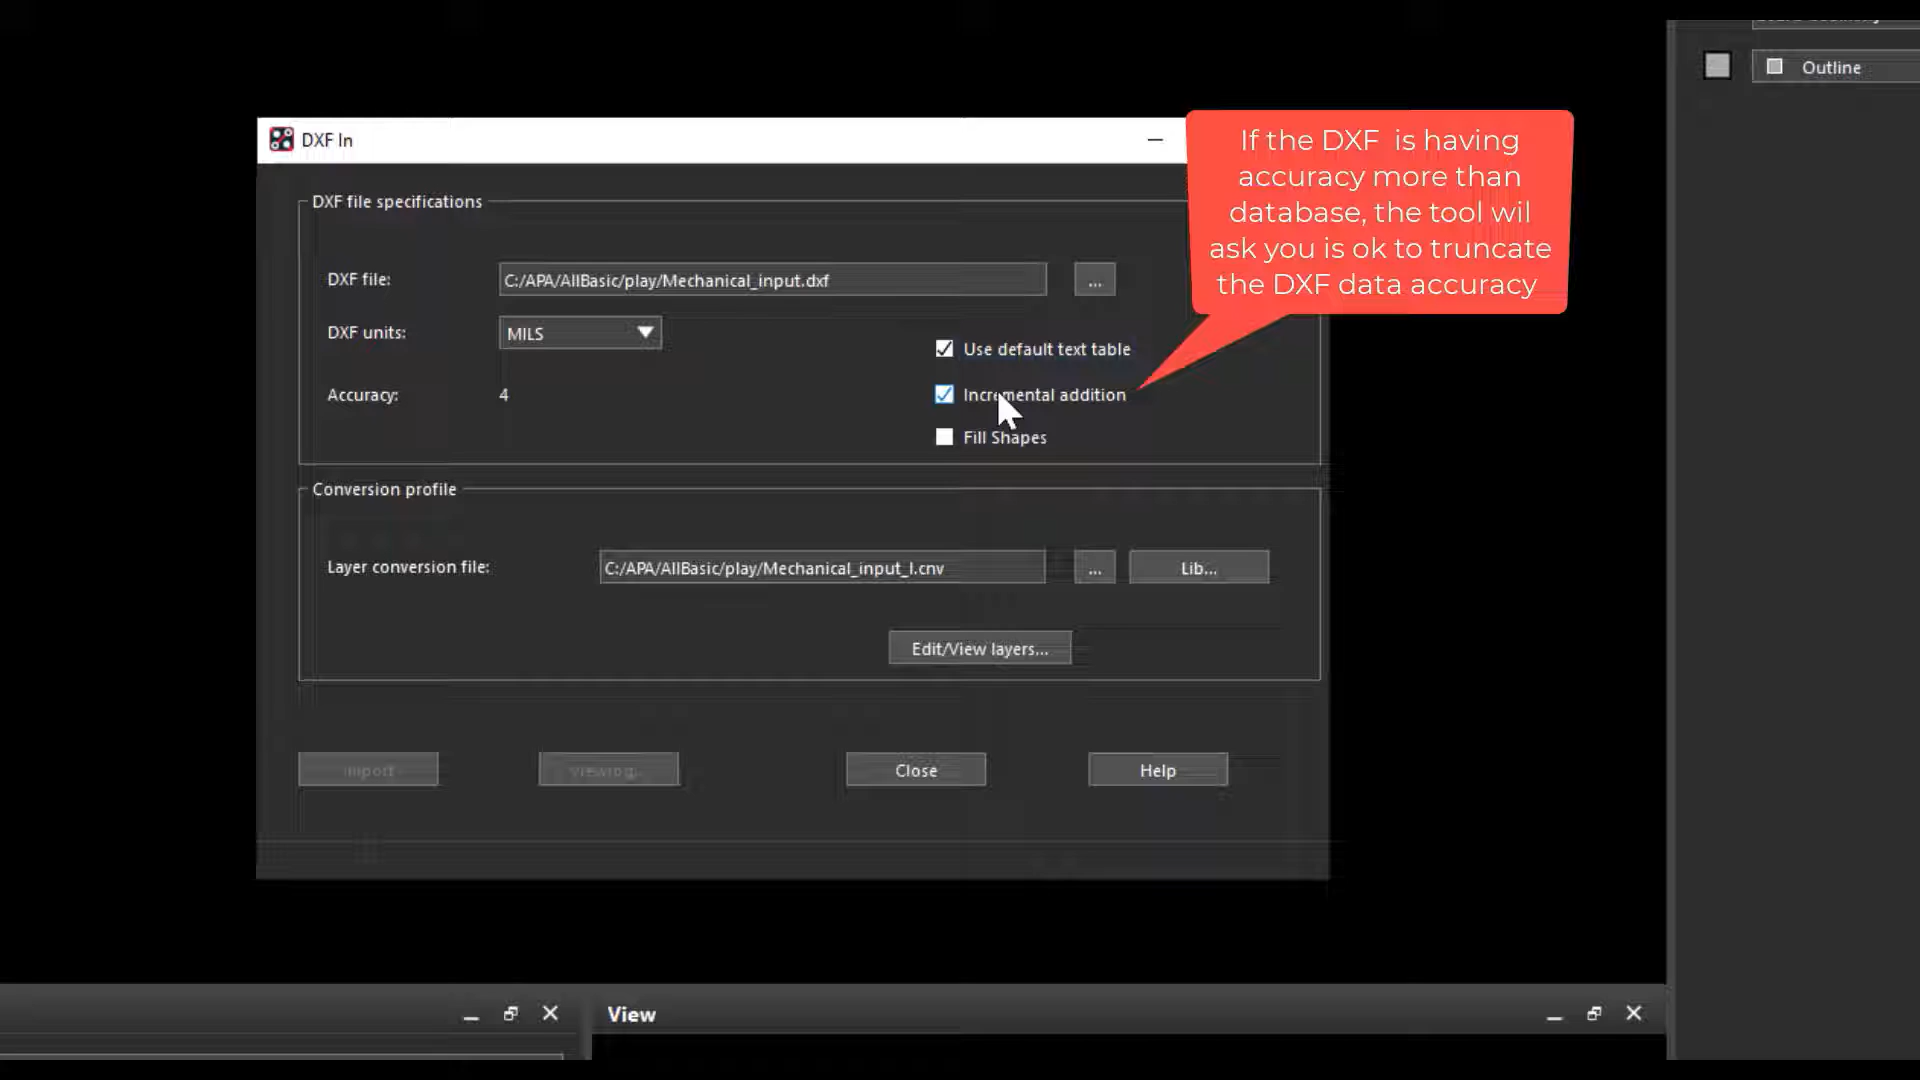 Outline
DXF In
If the DXF is having
accuracy more than
database, the tool wil
ask you is ok to truncate
the DXF data accuracy
DXF file specifications
DXF file:
C:/APA/AllBasic/play/Mechanical_input.dxf
...
DXF units:
MILS
Use default text table
Accuracy:
4
Incremental addition
Fill Shapes
Conversion profile
Layer conversion file:
C:/APA/AllBasic/play/Mechanical_input_l.cnv
...
Lib...
Edit/View layers...
Import
Viewlog...
Close
Help
View